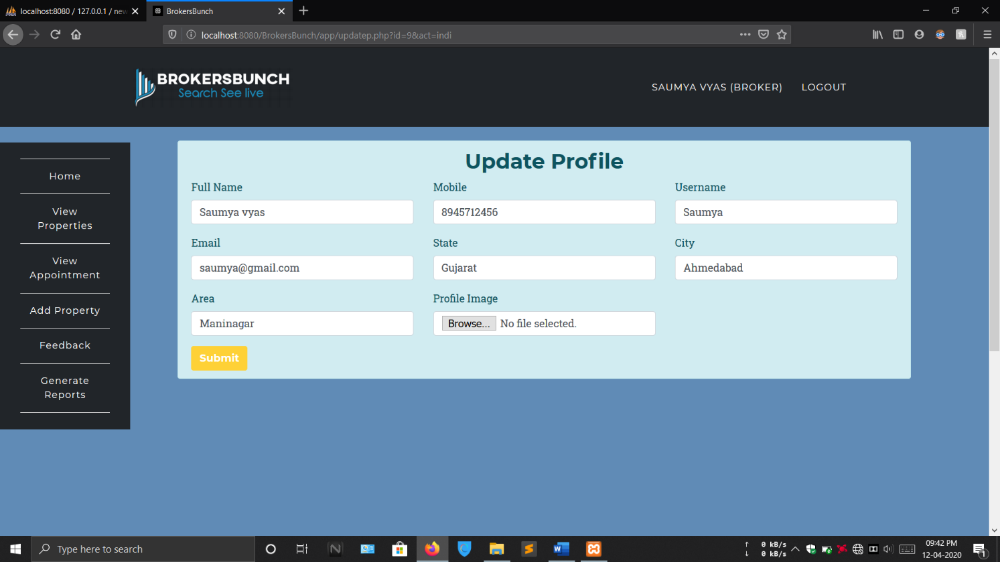 localhost:8080 / 127.0.0.1 / new
BrokersBunch
localhost:8080/BrokersBunch/app/updatep.php?id=9&act=indi
BROKERSBUNCH
Search See live
SAUMYA VYAS (BROKER)
LOGOUT
Home
View
Properties
View
Appointment
Add Property
Feedback
Generate
Reports
Update Profile
Full Name
Mobile
Username
Saumya vyas
8945712456
Saumya
Email
State
City
saumya@gmail.com
Gujarat
Ahmedabad
Area
Profile Image
Maninagar
Browse... No file selected.
Submit
Type here to search
0 kB/s
0 kB/s
09:42 PM
12-04-2020
1